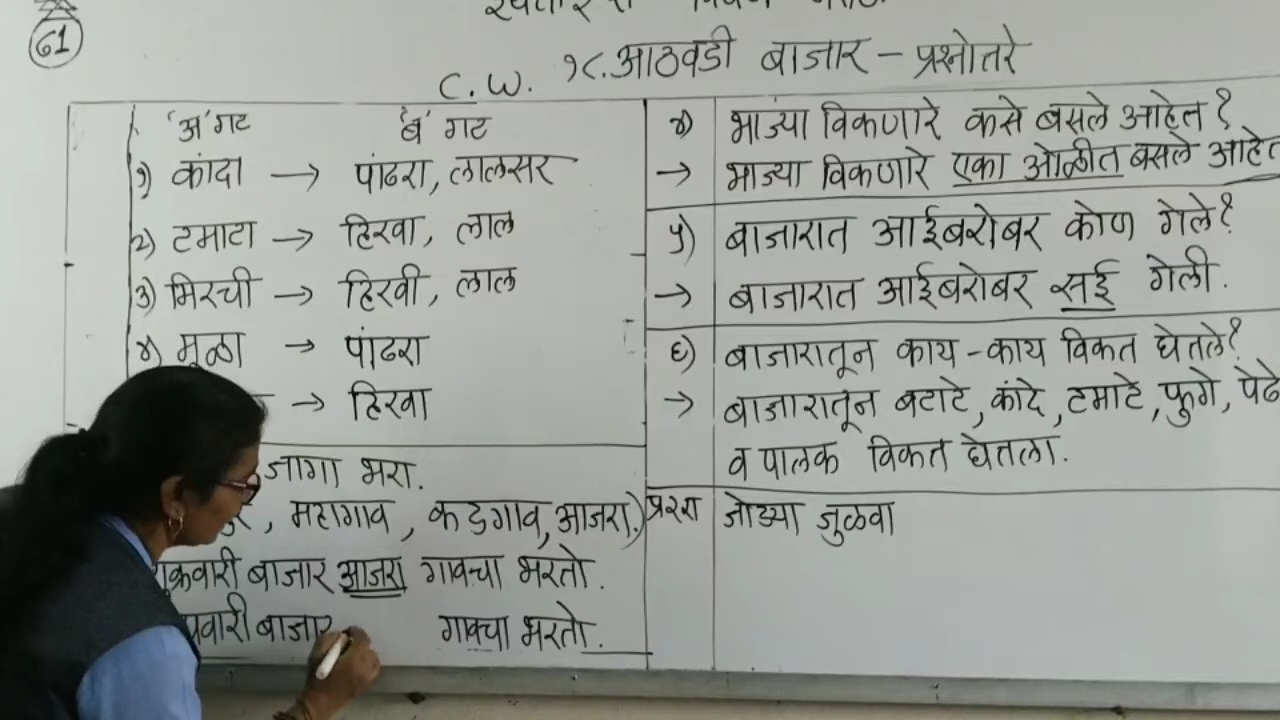 61
१८. आठवडी बाजार - प्रश्नोत्तरे
C.W.
'अ' गट 'ब' गट
१) कांदा → पांढरा, लालसर
२) टमाटा → हिरवा, लाल
३) मिरची → हिरवी, लाल
४) मूळा → पांढरा
→ हिरवा
जागा भरा.
महागाव, कडगाव, आजरा.)
शुक्रवारी बाजार आजरा गावचा भरतो.
बाजार गावचा भरतो.
४) भाज्या विकणारे कसे बसले आहेत?
→ भाज्या विकणारे एका ओळीत बसले आहेत
५) बाजारात आईबरोबर कोण गेले?
→ बाजारात आईबरोबर सई गेली.
६) बाजारातून काय-काय विकत घेतले?
→ बाजारातून बटाटे, कांदे, टमाटे, फुगे, पेढे
व पालक विकत घेतला.
जोड्या जुळवा